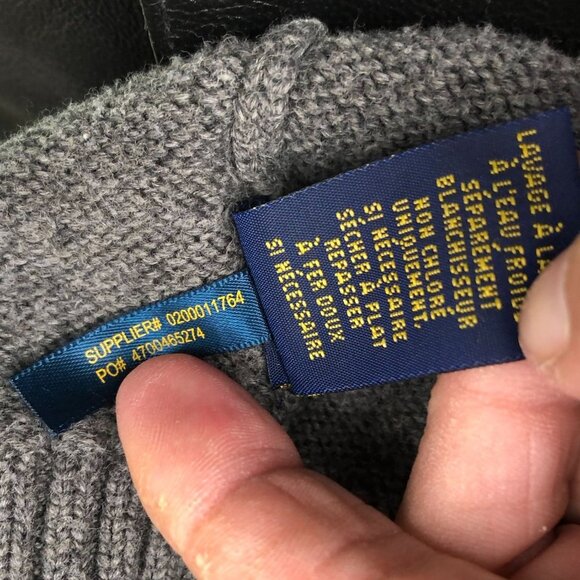 SUPPLIER# 0200011764
PO# 4700465274
LAVAGE À LA
À L'EAU FROIDE
SÉPARÉMENT
BLANCHISSEUR
NON CHLORÉ
UNIQUEMENT,
SI NÉCESSAIRE
SÉCHER À PLAT
REPASSER
À FER DOUX
SI NÉCESSAIRE